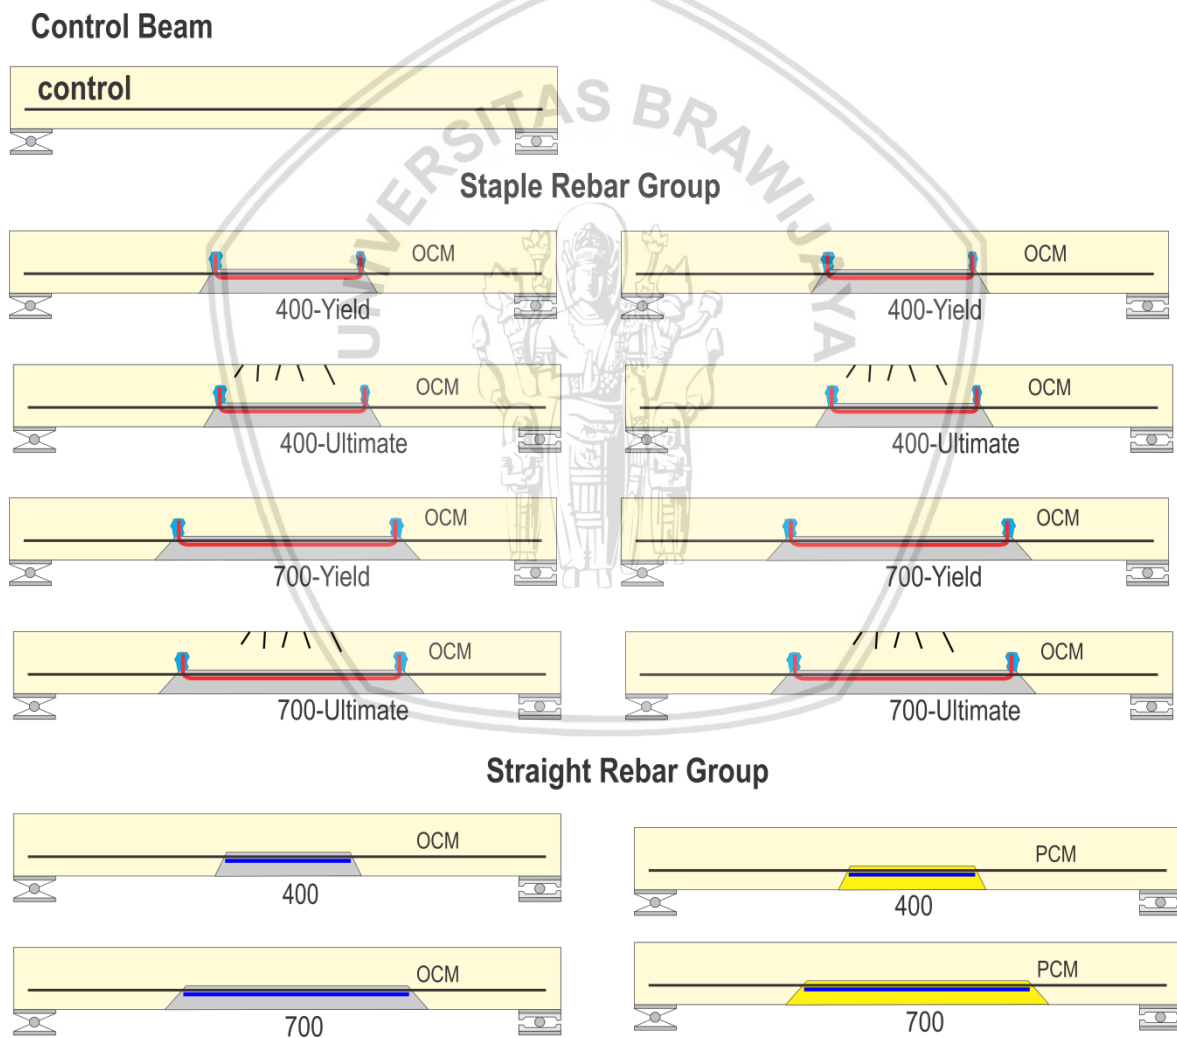 Control Beam
control
UNIVERSITAS BRAWIJAYA
Staple Rebar Group
OCM
OCM
400-Yield
400-Yield
OCM
OCM
400-Ultimate
400-Ultimate
OCM
OCM
700-Yield
700-Yield
OCM
OCM
700-Ultimate
700-Ultimate
Straight Rebar Group
OCM
PCM
400
400
OCM
PCM
700
700